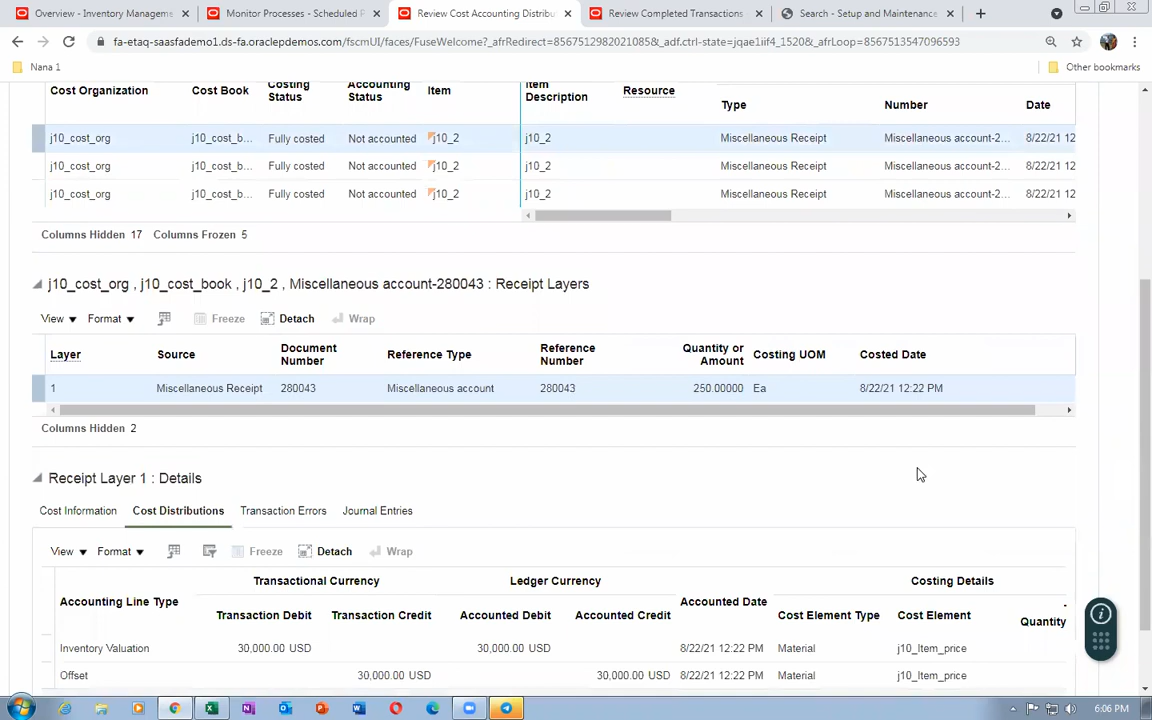 Overview - Inventory Manageme
Monitor Processes - Scheduled P
Review Cost Accounting Distribu
Review Completed Transactions
Search - Setup and Maintenance
fa-etaq-saasfademo1.ds-fa.oraclepdemos.com/fscmUI/faces/FuseWelcome?_afrRedirect=8567512982021085&_adf.ctrl-state=jqae1iif4_1520&_afrLoop=8567513547096593
Nana 1
Other bookmarks
Cost Organization Cost Book Costing Status Accounting Status Item Item Description Resource Type Number Date
j10_cost_org j10_cost_b... Fully costed Not accounted j10_2 j10_2 Miscellaneous Receipt Miscellaneous account-2... 8/22/21 12
j10_cost_org j10_cost_b... Fully costed Not accounted j10_2 j10_2 Miscellaneous Receipt Miscellaneous account-2... 8/22/21 12
j10_cost_org j10_cost_b... Fully costed Not accounted j10_2 j10_2 Miscellaneous Receipt Miscellaneous account-2... 8/22/21 12
Columns Hidden 17 Columns Frozen 5
j10_cost_org , j10_cost_book , j10_2 , Miscellaneous account-280043 : Receipt Layers
View Format Freeze Detach Wrap
Layer Source Document Number Reference Type Reference Number Quantity or Amount Costing UOM Costed Date
1 Miscellaneous Receipt 280043 Miscellaneous account 280043 250.00000 Ea 8/22/21 12:22 PM
Columns Hidden 2
Receipt Layer 1 : Details
Cost Information Cost Distributions Transaction Errors Journal Entries
View Format Freeze Detach Wrap
Transactional Currency Ledger Currency Costing Details
Accounting Line Type Transaction Debit Transaction Credit Accounted Debit Accounted Credit Accounted Date Cost Element Type Cost Element Quantity
Inventory Valuation 30,000.00 USD 30,000.00 USD 8/22/21 12:22 PM Material j10_Item_price
Offset 30,000.00 USD 30,000.00 USD 8/22/21 12:22 PM Material j10_Item_price
6:06 PM